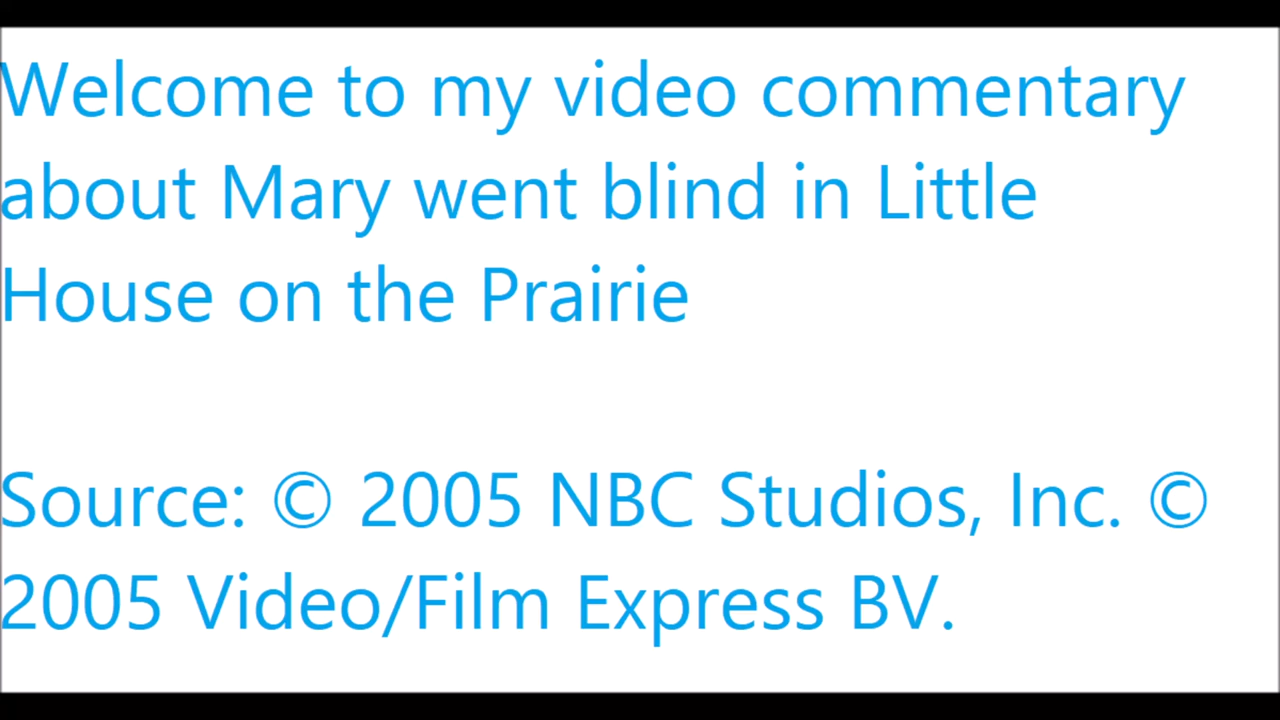 Welcome to my video commentary
about Mary went blind in Little
House on the Prairie
Source: © 2005 NBC Studios, Inc. ©
2005 Video/Film Express BV.